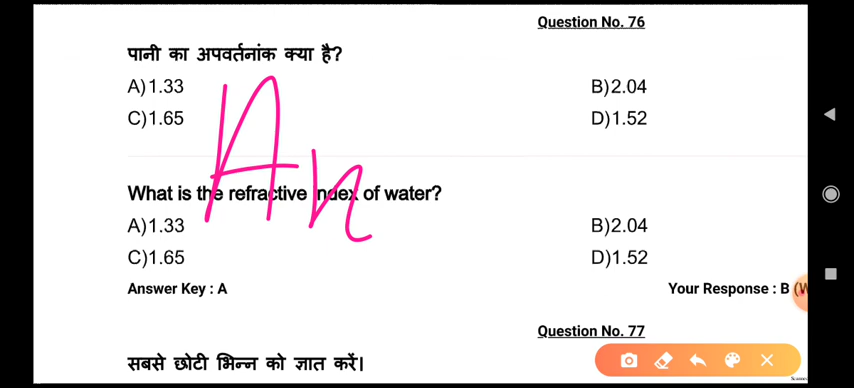 Question No. 76
पानी का अपवर्तनांक क्या है?
A)1.33 B)2.04
C)1.65 D)1.52
What is the refractive index of water?
A)1.33 B)2.04
C)1.65 D)1.52
Answer Key : A Your Response : B (W
Question No. 77
सबसे छोटी भिन्न को ज्ञात करें।